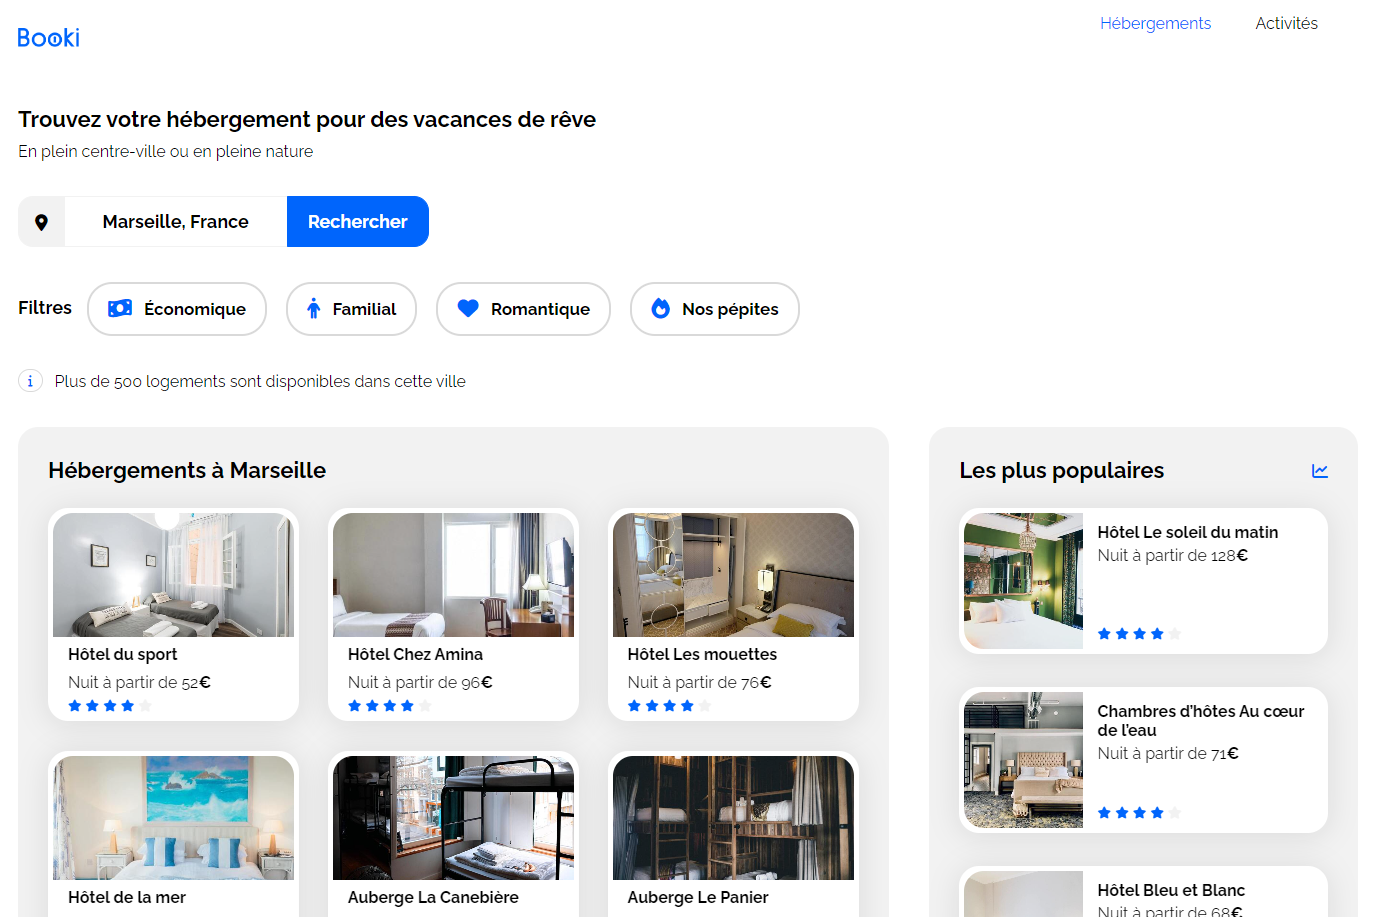 Booki
Hébergements
Activités
Trouvez votre hébergement pour des vacances de rêve
En plein centre-ville ou en pleine nature
Marseille, France
Rechercher
Filtres
Économique
Familial
Romantique
Nos pépites
Plus de 500 logements sont disponibles dans cette ville
Hébergements à Marseille
Hôtel du sport
Nuit à partir de 52€
Hôtel Chez Amina
Nuit à partir de 96€
Hôtel Les mouettes
Nuit à partir de 76€
Hôtel de la mer
Auberge La Canebière
Auberge Le Panier
Les plus populaires
Hôtel Le soleil du matin
Nuit à partir de 128€
Chambres d’hôtes Au cœur
de l’eau
Nuit à partir de 71€
Hôtel Bleu et Blanc
Nuit à partir de 68€